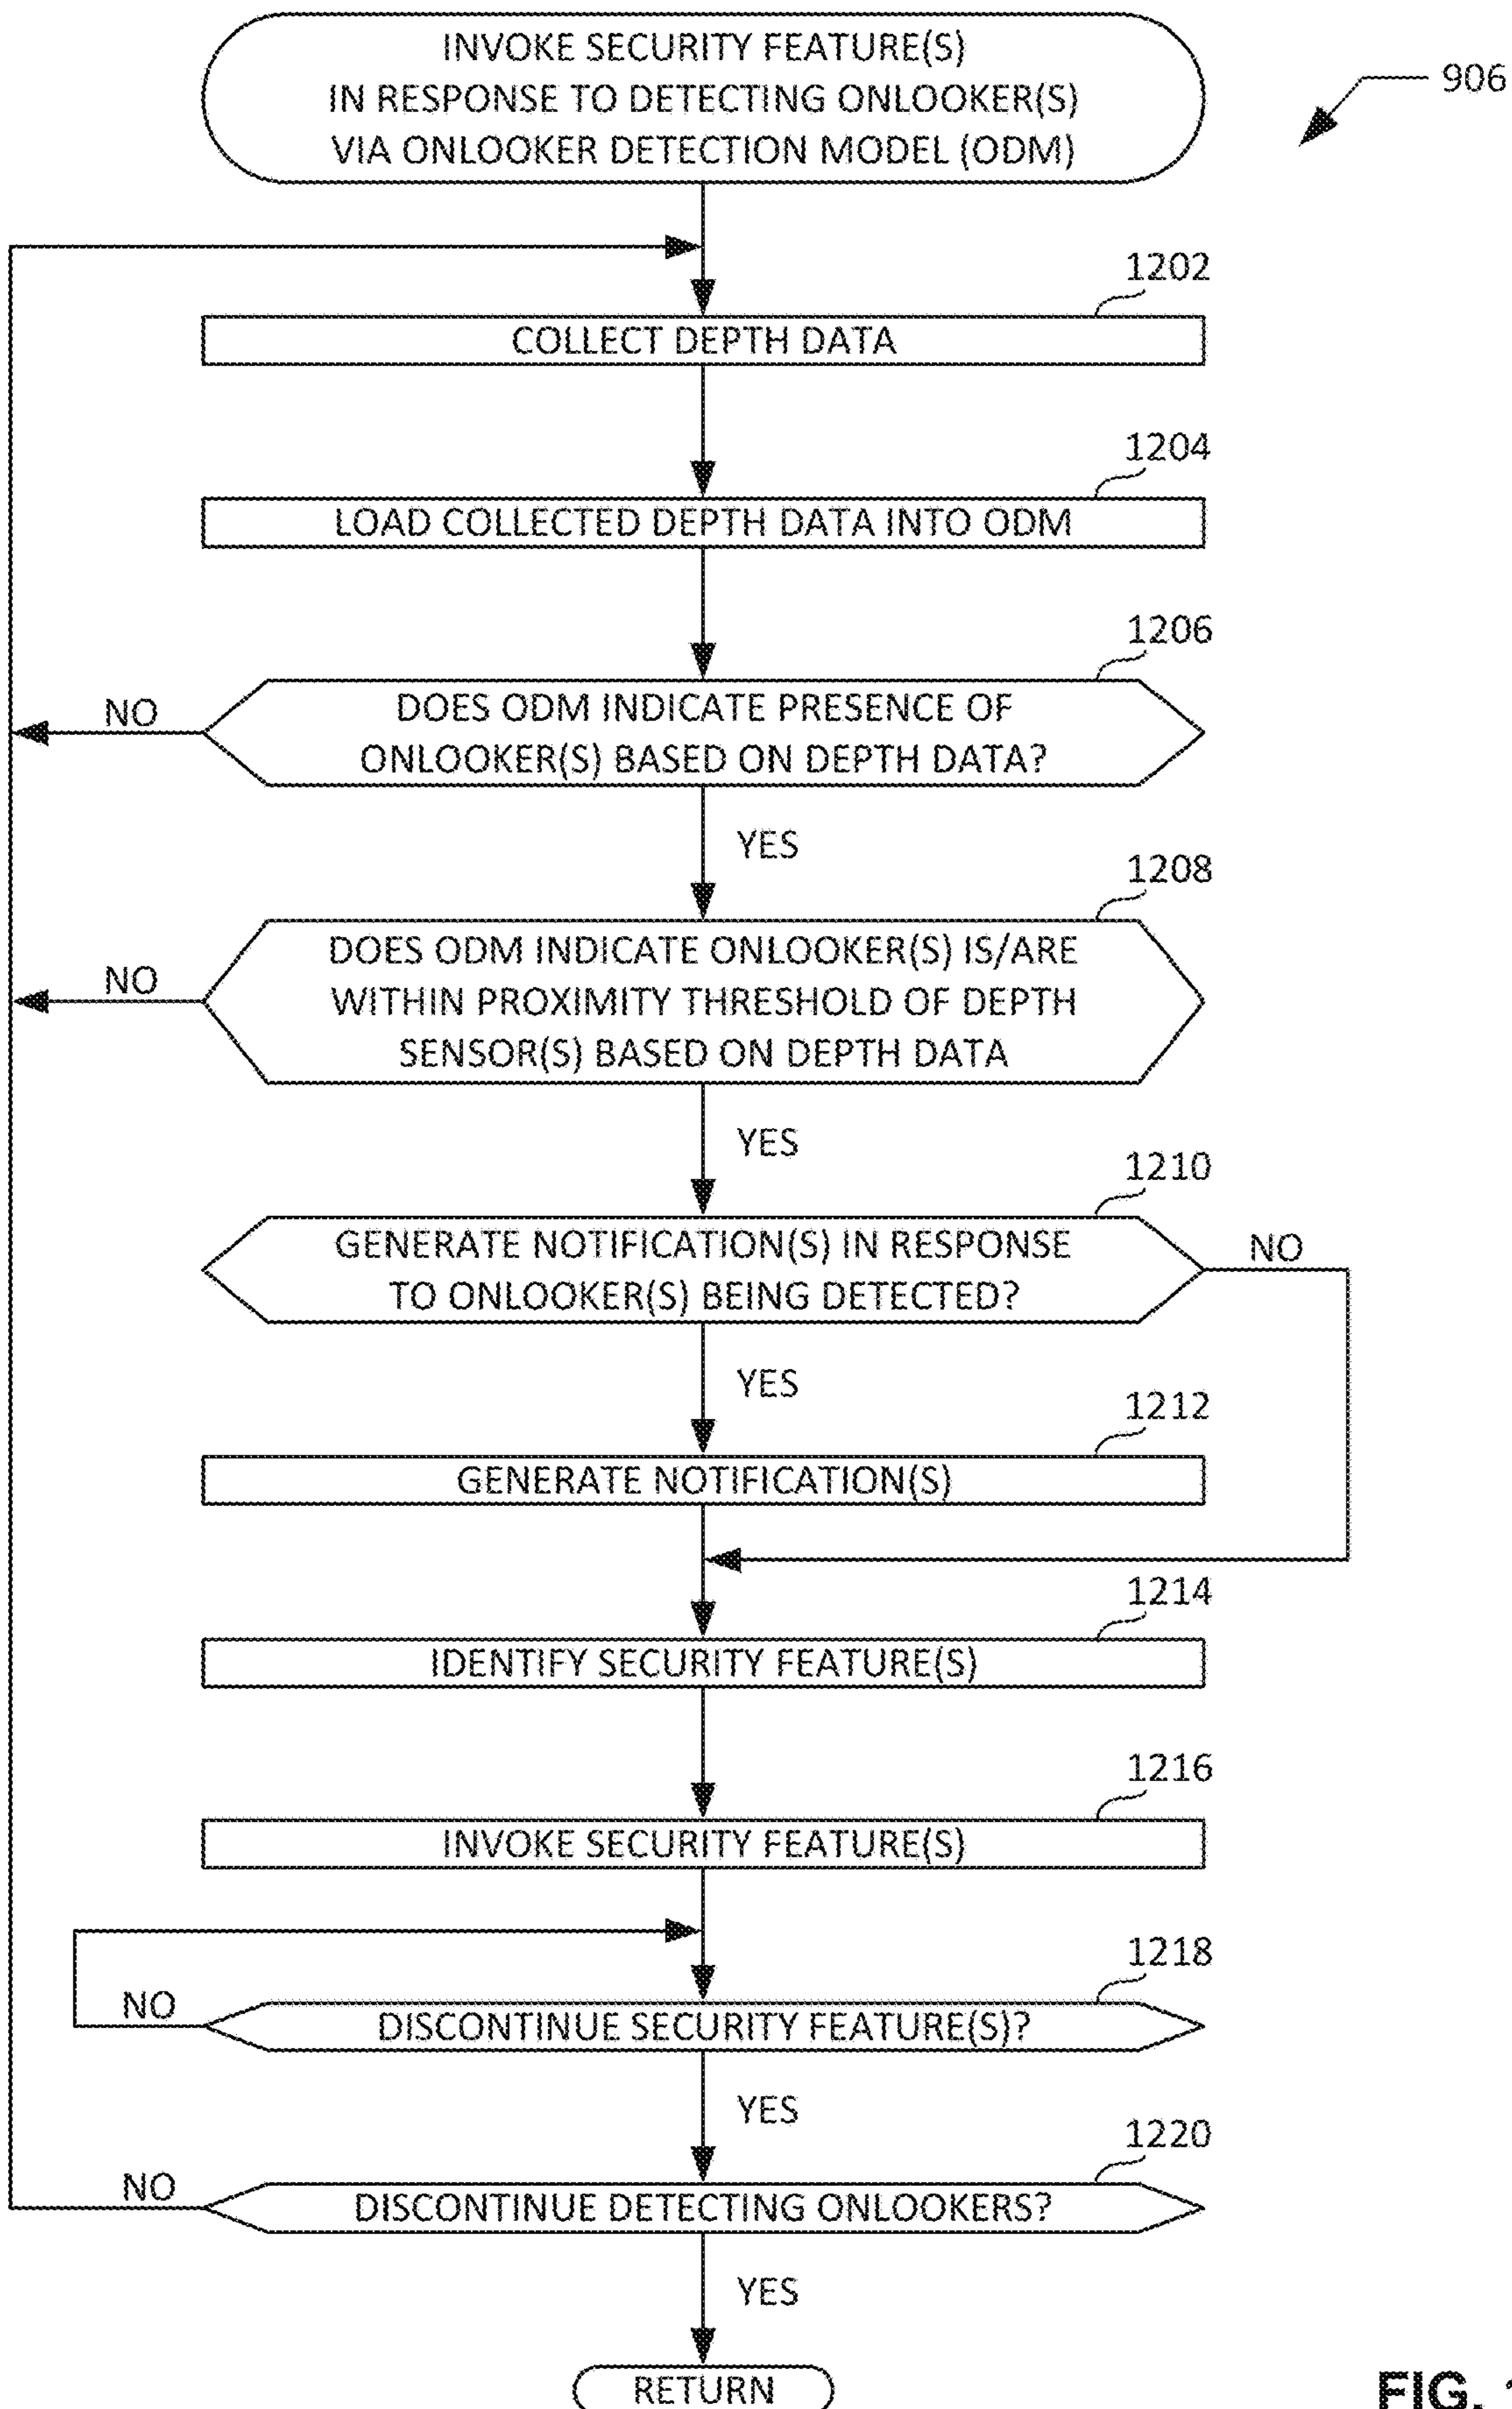 INVOKE SECURITY FEATURE(S)
IN RESPONSE TO DETECTING ONLOOKER(S)
VIA ONLOOKER DETECTION MODEL (ODM)
906
1202
COLLECT DEPTH DATA
1204
LOAD COLLECTED DEPTH DATA INTO ODM
1206
DOES ODM INDICATE PRESENCE OF
ONLOOKER(S) BASED ON DEPTH DATA?
NO
YES
1208
DOES ODM INDICATE ONLOOKER(S) IS/ARE
WITHIN PROXIMITY THRESHOLD OF DEPTH
SENSOR(S) BASED ON DEPTH DATA
NO
YES
1210
GENERATE NOTIFICATION(S) IN RESPONSE
TO ONLOOKER(S) BEING DETECTED?
NO
YES
1212
GENERATE NOTIFICATION(S)
1214
IDENTIFY SECURITY FEATURE(S)
1216
INVOKE SECURITY FEATURE(S)
1218
DISCONTINUE SECURITY FEATURE(S)?
NO
YES
1220
DISCONTINUE DETECTING ONLOOKERS?
NO
YES
RETURN
FIG.